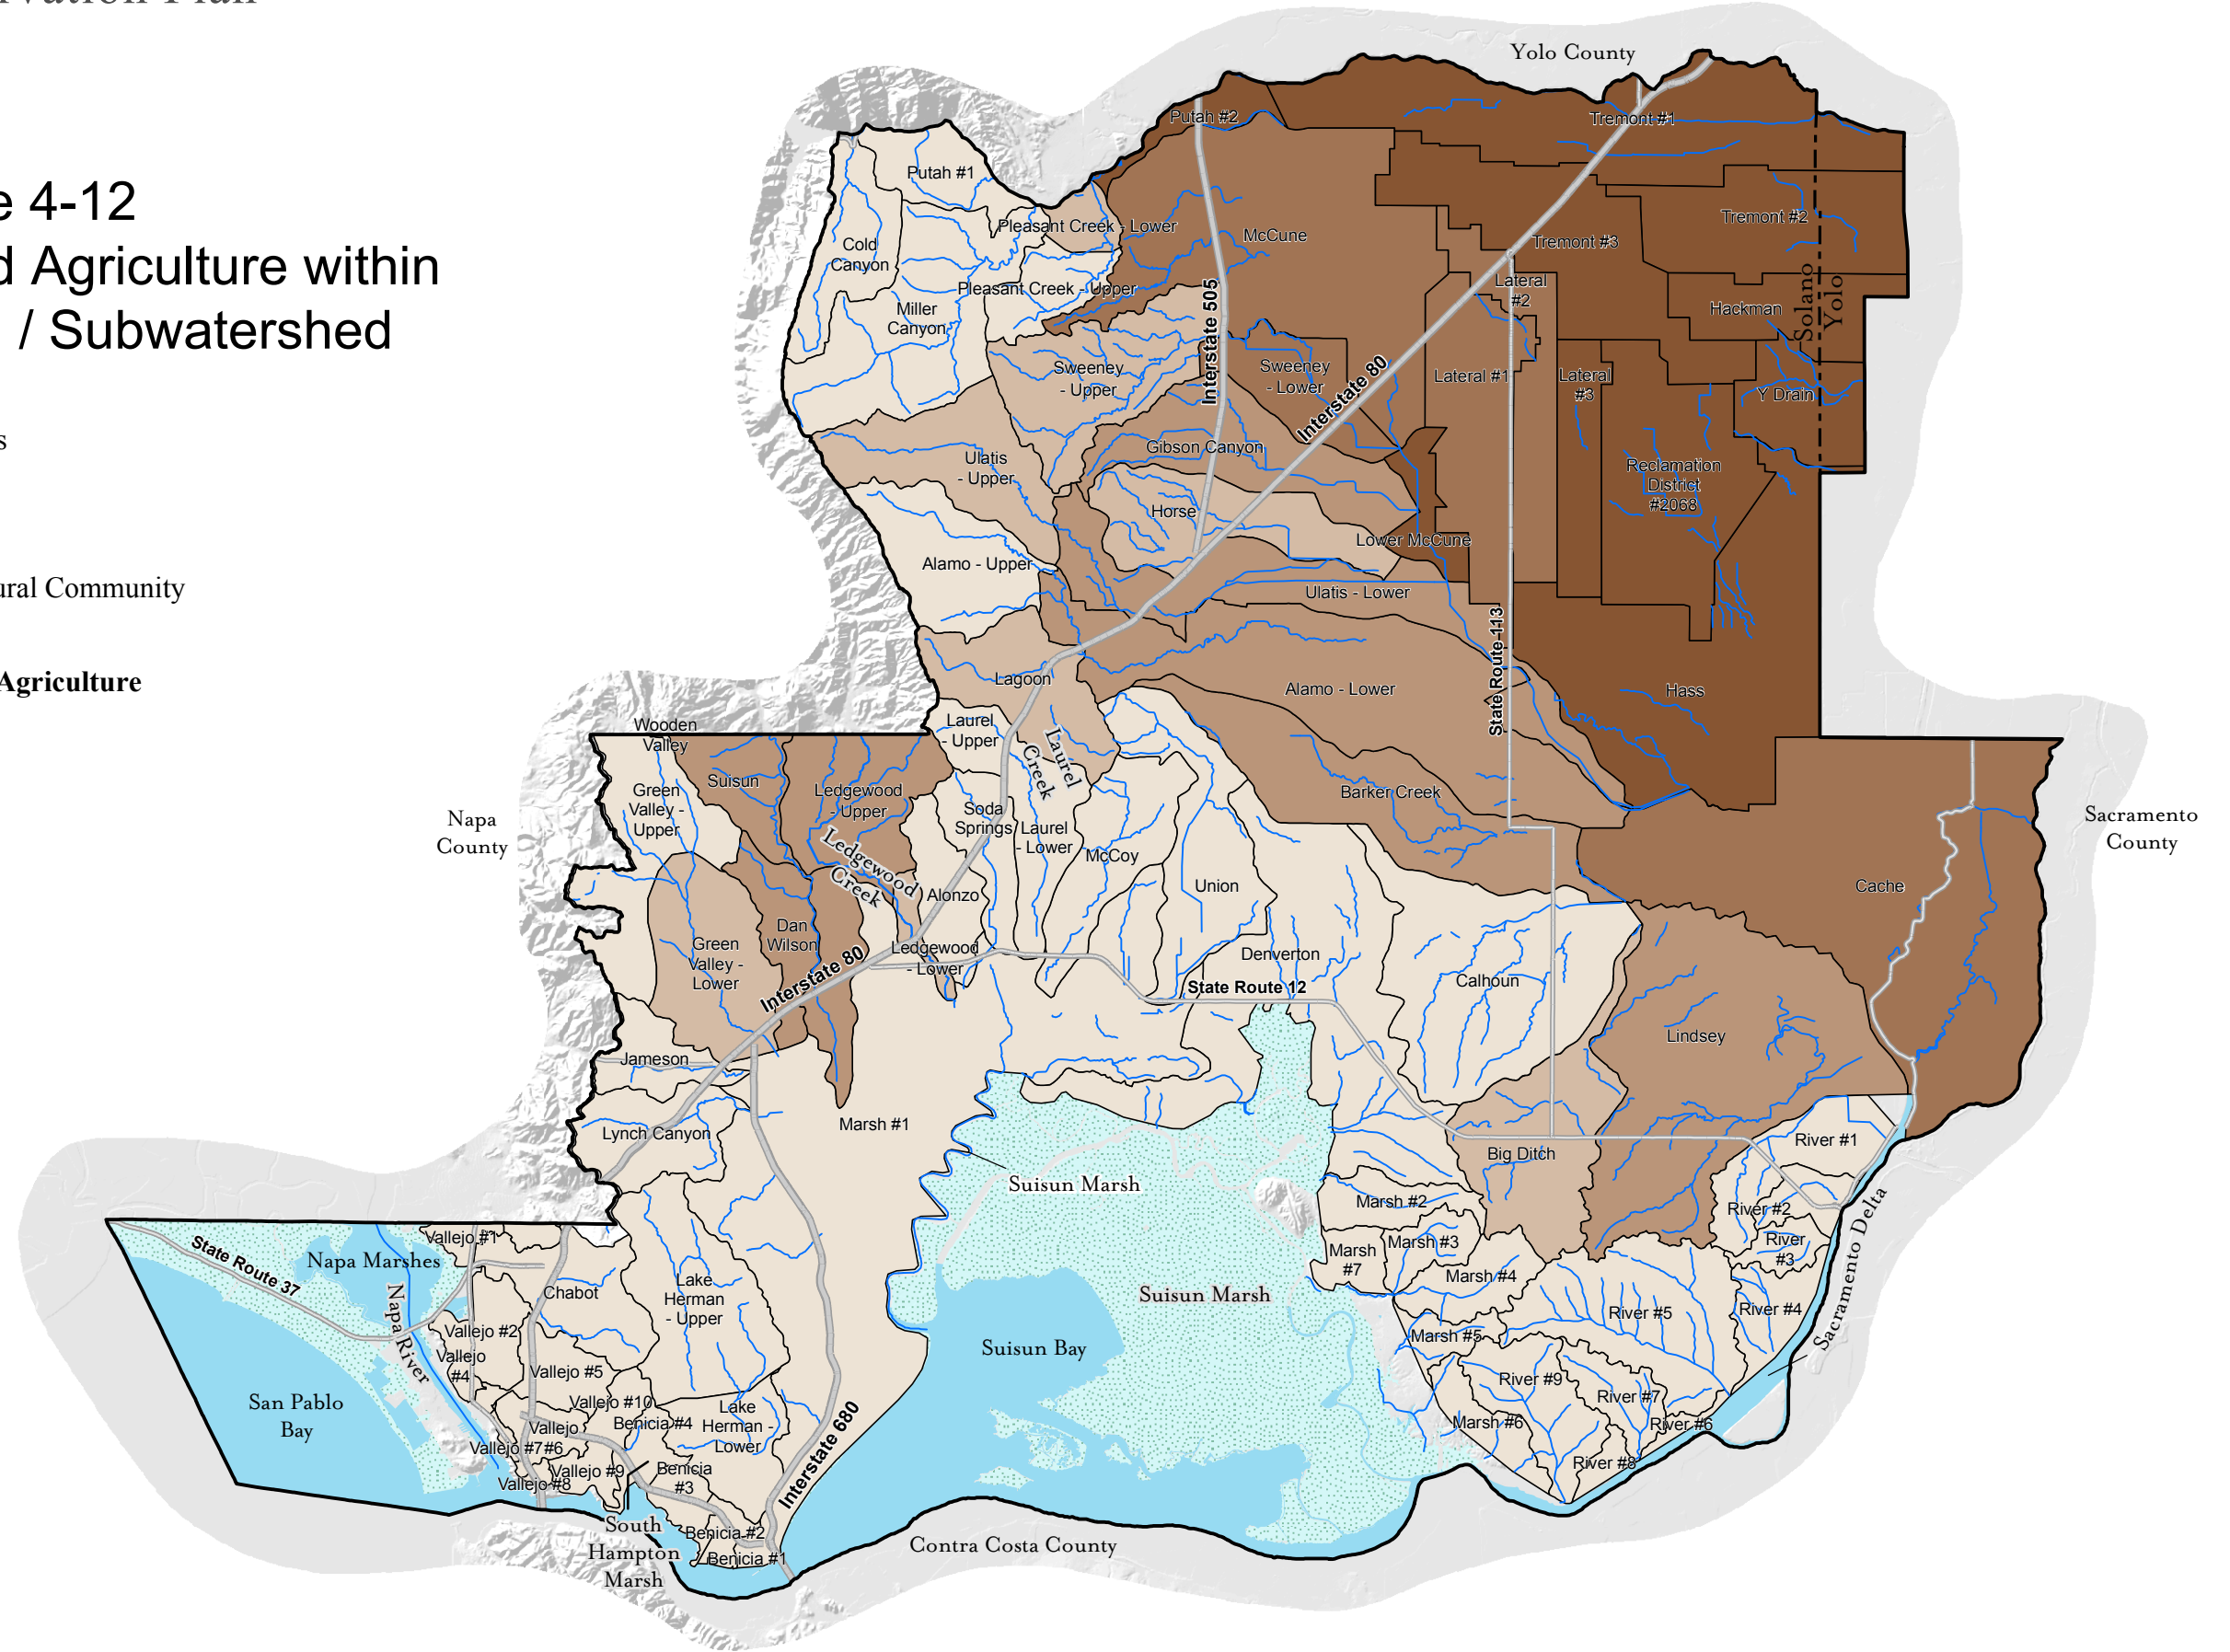 rvation Plan
e 4-12
d Agriculture within
/ Subwatershed
s
ural Community
Agriculture
Yolo County
Putah #2
Tremont #1
Putah #1
Pleasant Creek - Lower
McCune
Tremont #2
Tremont #3
Cold
Canyon
Pleasant Creek - Upper
Lateral
#2
Miller
Canyon
Hackman
Solano
Yolo
Interstate 505
Sweeney
- Upper
Sweeney
- Lower
Interstate 80
Lateral #1
Lateral
#3
Y Drain
Gibson Canyon
Ulatis
- Upper
Reclamation
District
#2068
Horse
Lower McCune
Alamo - Upper
Ulatis - Lower
State Route 113
Lagoon
Alamo - Lower
Hass
Wooden
Valley
Laurel
- Upper
Laurel
Creek
Suisun
Green
Valley -
Upper
Ledgewood
- Upper
Barker Creek
Napa
County
Sacramento
County
Soda
Springs
Laurel
- Lower
McCoy
Ledgewood
Creek
Alonzo
Union
Cache
Dan
Wilson
Green
Valley -
Lower
Ledgewood
- Lower
Interstate 80
Denverton
State Route 12
Calhoun
Lindsey
Jameson
Marsh #1
Lynch Canyon
River #1
Big Ditch
Suisun Marsh
Marsh #2
River #2
Sacramento Delta
Vallejo #1
Napa Marshes
State Route 37
Marsh #3
Marsh
#7
River
#3
Marsh #4
Chabot
Lake
Herman
- Upper
Suisun Marsh
Napa River
River #5
River #4
Vallejo #2
Marsh #5
Suisun Bay
Vallejo
#4
Vallejo #5
River #9
San Pablo
Bay
Vallejo #10
River #7
Benicia #4
Lake
Herman -
Lower
Marsh #6
River #6
Vallejo
#6
Vallejo #7
Interstate 680
Vallejo #9
Vallejo #8
Benicia
#3
River #8
South
Hampton
Marsh
Benicia #2
Benicia #1
Contra Costa County